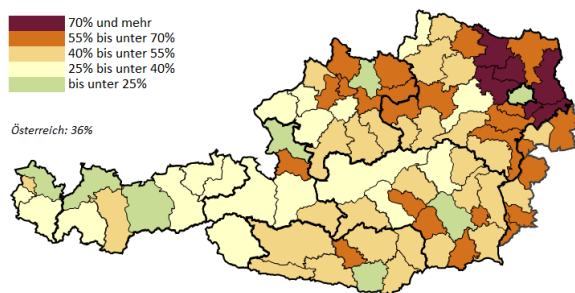 70% und mehr
55% bis unter 70%
40% bis unter 55%
25% bis unter 40%
bis unter 25%
Österreich: 36%